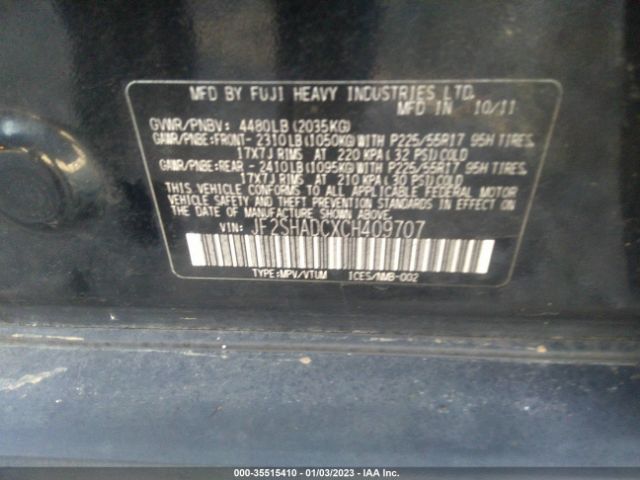 MFD BY FUJI HEAVY INDUSTRIES LTD.
MFD IN 10/11
GVWR/PNBV: 4480LB (2035KG)
GAWR/PNBE:FRONT- 2310LB(1050KG)WITH P225/55R17 95H TIRES,
17X7J RIMS AT 220 KPA( 32 PSI)COLD
GAWR/PNBE:REAR - 2410LB(1095KG)WITH P225/55R17 95H TIRES,
17X7J RIMS AT 210 KPA( 30 PSI)COLD
THIS VEHICLE CONFORMS TO ALL APPLICABLE FEDERAL MOTOR
VEHICLE SAFETY STANDARDS IN EFFECT ON THE DATE OF
MANUFACTURE SHOWN ABOVE.
VIN: JF2SHADCXCH409707
TYPE:MPV/VTUM ICES/NMB-002
000-35515410 - 01/03/2023 - © IAA Inc.